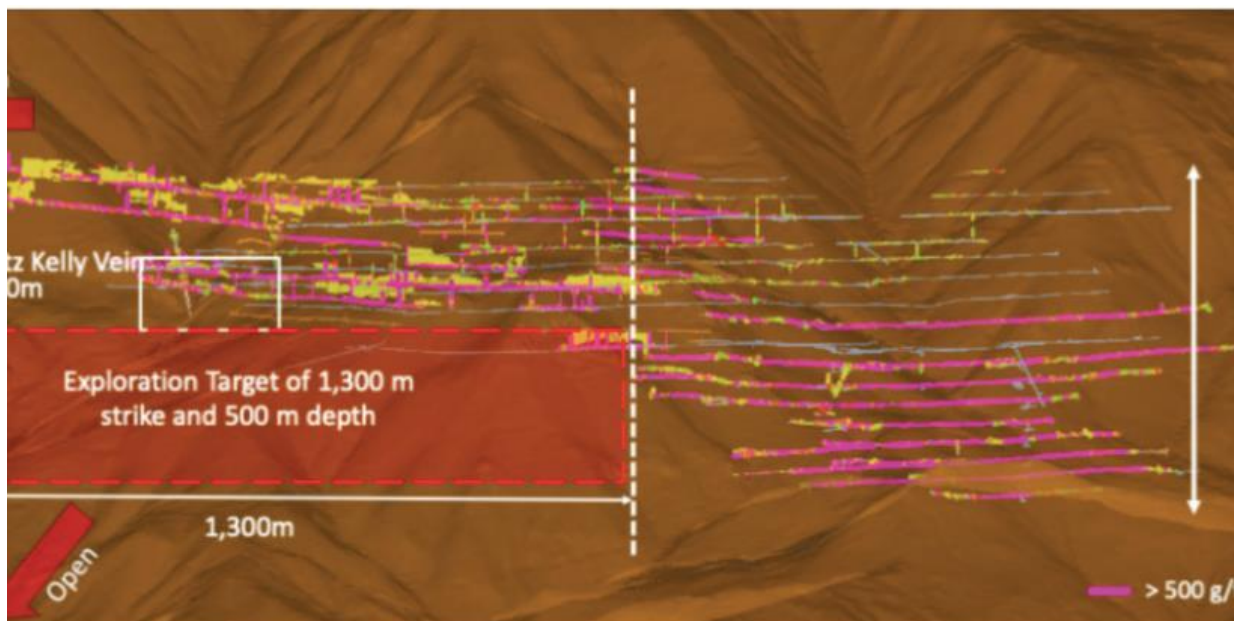 tz Kelly Vein
0m
Exploration Target of 1,300 m
strike and 500 m depth
1,300m
Open
> 500 g/